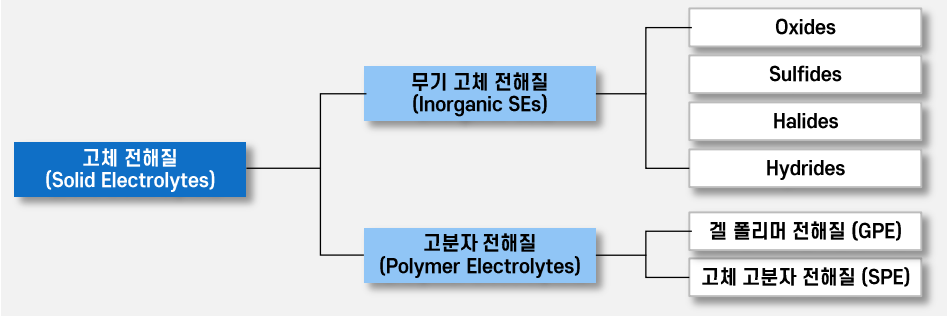 고체 전해질
(Solid Electrolytes)
무기 고체 전해질
(Inorganic SEs)
Oxides
Sulfides
Halides
Hydrides
고분자 전해질
(Polymer Electrolytes)
겔 폴리머 전해질 (GPE)
고체 고분자 전해질 (SPE)